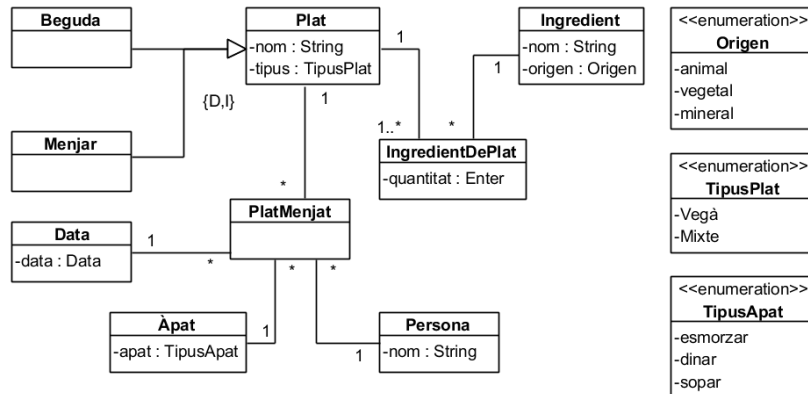 Beguda
Plat
-nom : String
-tipus : TipusPlat
1
1
Ingredient
-nom : String
-origen : Origen
1
<<enumeration>>
Origen
-animal
-vegetal
-mineral
{D,I}
Menjar
1..*
*
IngredientDePlat
-quantitat : Enter
<<enumeration>>
TipusPlat
-Vegà
-Mixte
*
PlatMenjat
Data
-data : Data
1
*
*
*
<<enumeration>>
TipusApat
-esmorzar
-dinar
-sopar
Àpat
-apat : TipusApat
1
1
Persona
-nom : String